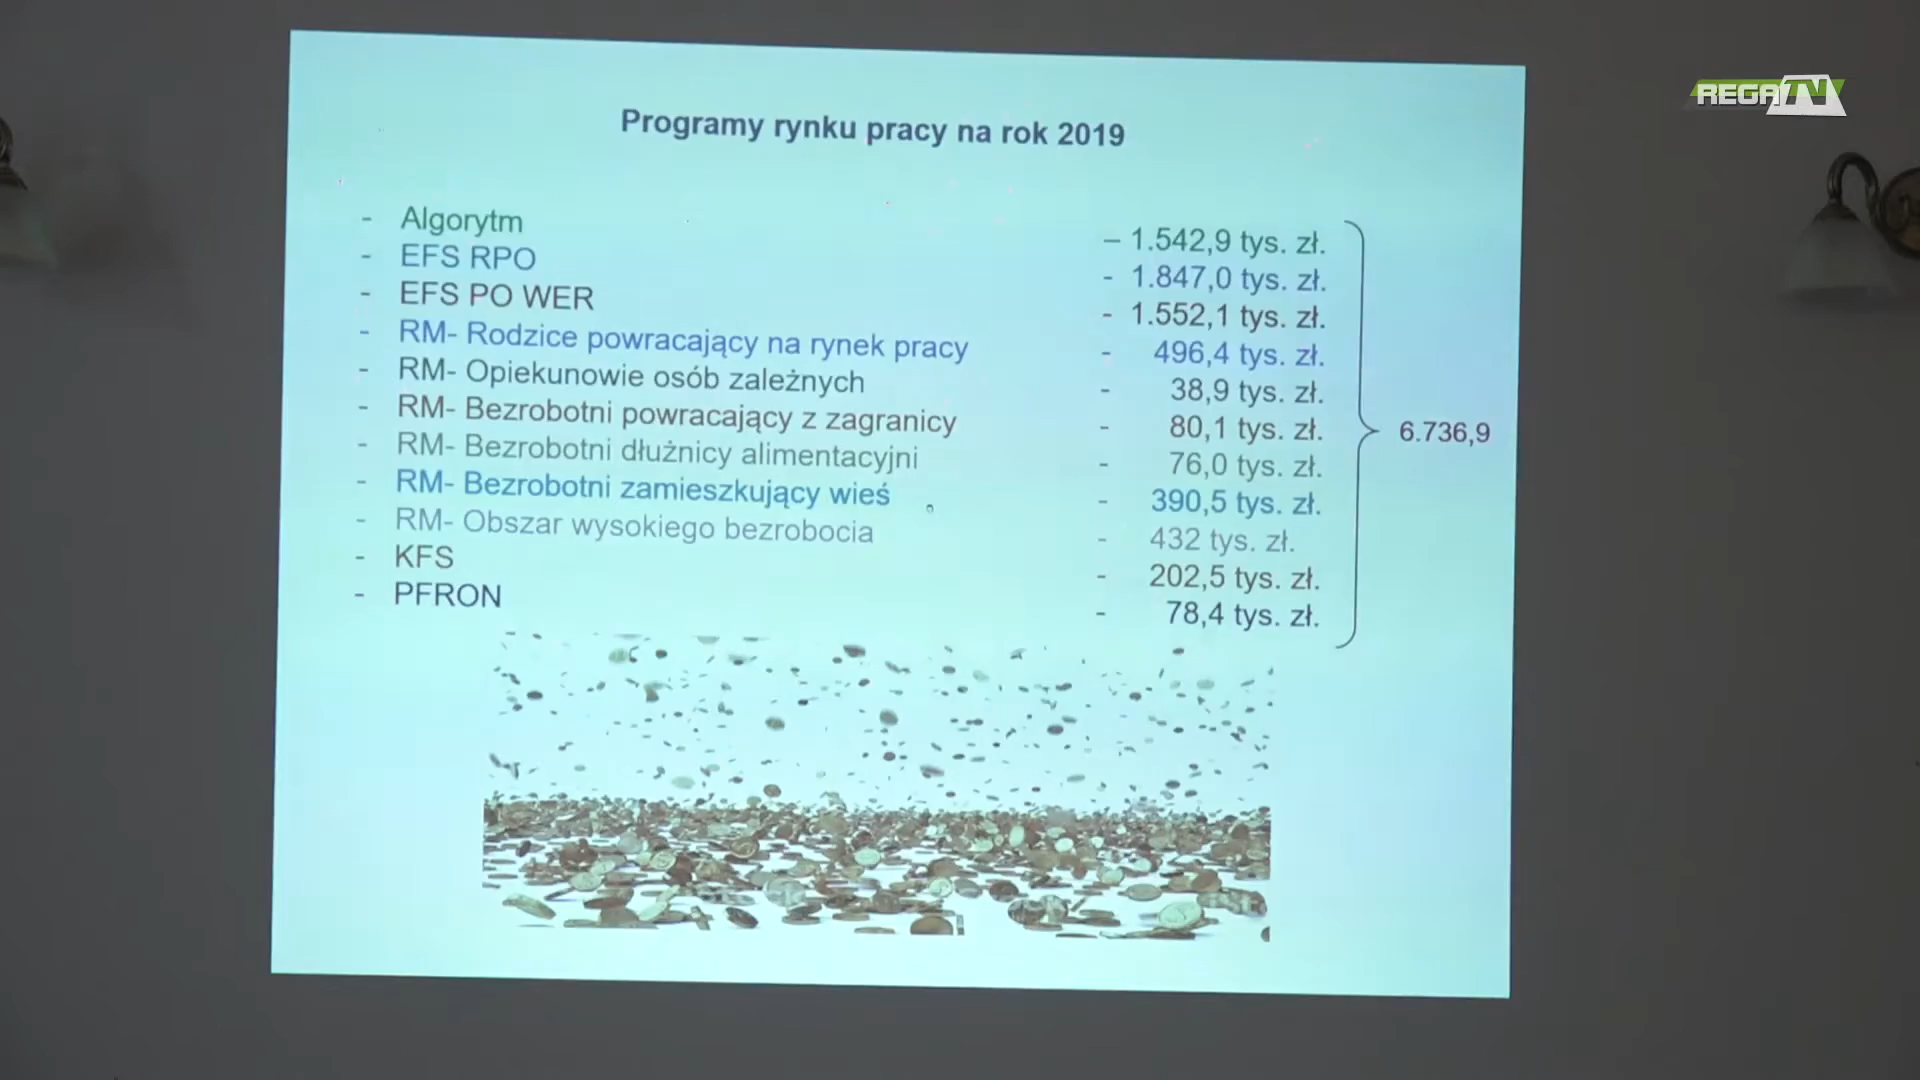 REGA TV
Programy rynku pracy na rok 2019
- Algorytm – 1.542,9 tys. zł.
- EFS RPO - 1.847,0 tys. zł.
- EFS PO WER - 1.552,1 tys. zł.
- RM- Rodzice powracający na rynek pracy - 496,4 tys. zł.
- RM- Opiekunowie osób zależnych - 38,9 tys. zł.
- RM- Bezrobotni powracający z zagranicy - 80,1 tys. zł.
- RM- Bezrobotni dłużnicy alimentacyjni - 76,0 tys. zł.
- RM- Bezrobotni zamieszkujący wieś - 390,5 tys. zł.
- RM- Obszar wysokiego bezrobocia - 432 tys. zł.
- KFS - 202,5 tys. zł.
- PFRON - 78,4 tys. zł.
6.736,9